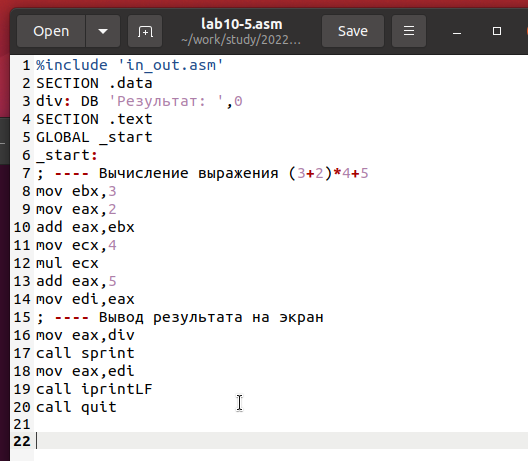 Open
lab10-5.asm
~/work/study/2022...
Save
1 %include 'in_out.asm'
2 SECTION .data
3 div: DB 'Результат: ',0
4 SECTION .text
5 GLOBAL _start
6 _start:
7 ; ---- Вычисление выражения (3+2)*4+5
8 mov ebx,3
9 mov eax,2
10 add eax,ebx
11 mov ecx,4
12 mul ecx
13 add eax,5
14 mov edi,eax
15 ; ---- Вывод результата на экран
16 mov eax,div
17 call sprint
18 mov eax,edi
19 call iprintLF
20 call quit
21
22